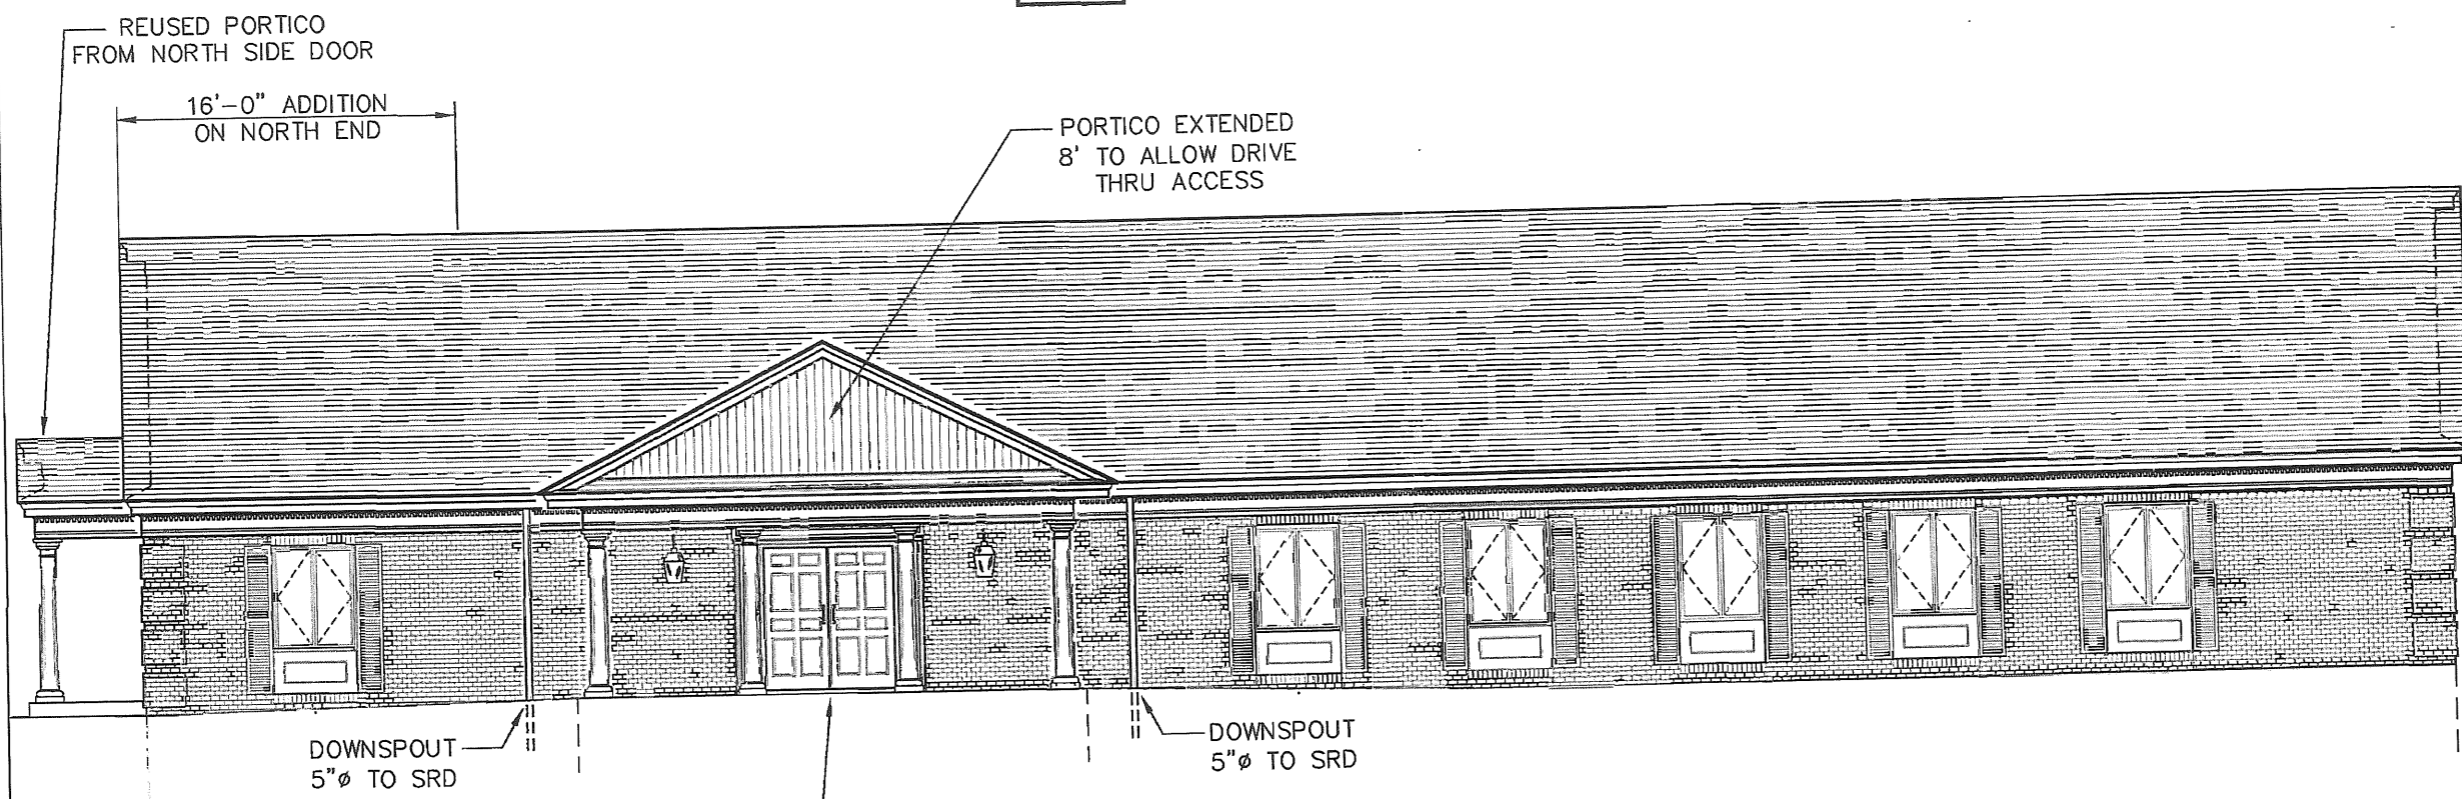 REUSED PORTICO
FROM NORTH SIDE DOOR
16'-0" ADDITION
ON NORTH END
PORTICO EXTENDED
8' TO ALLOW DRIVE
THRU ACCESS
DOWNSPOUT
5"ø TO SRD
DOWNSPOUT
5"ø TO SRD